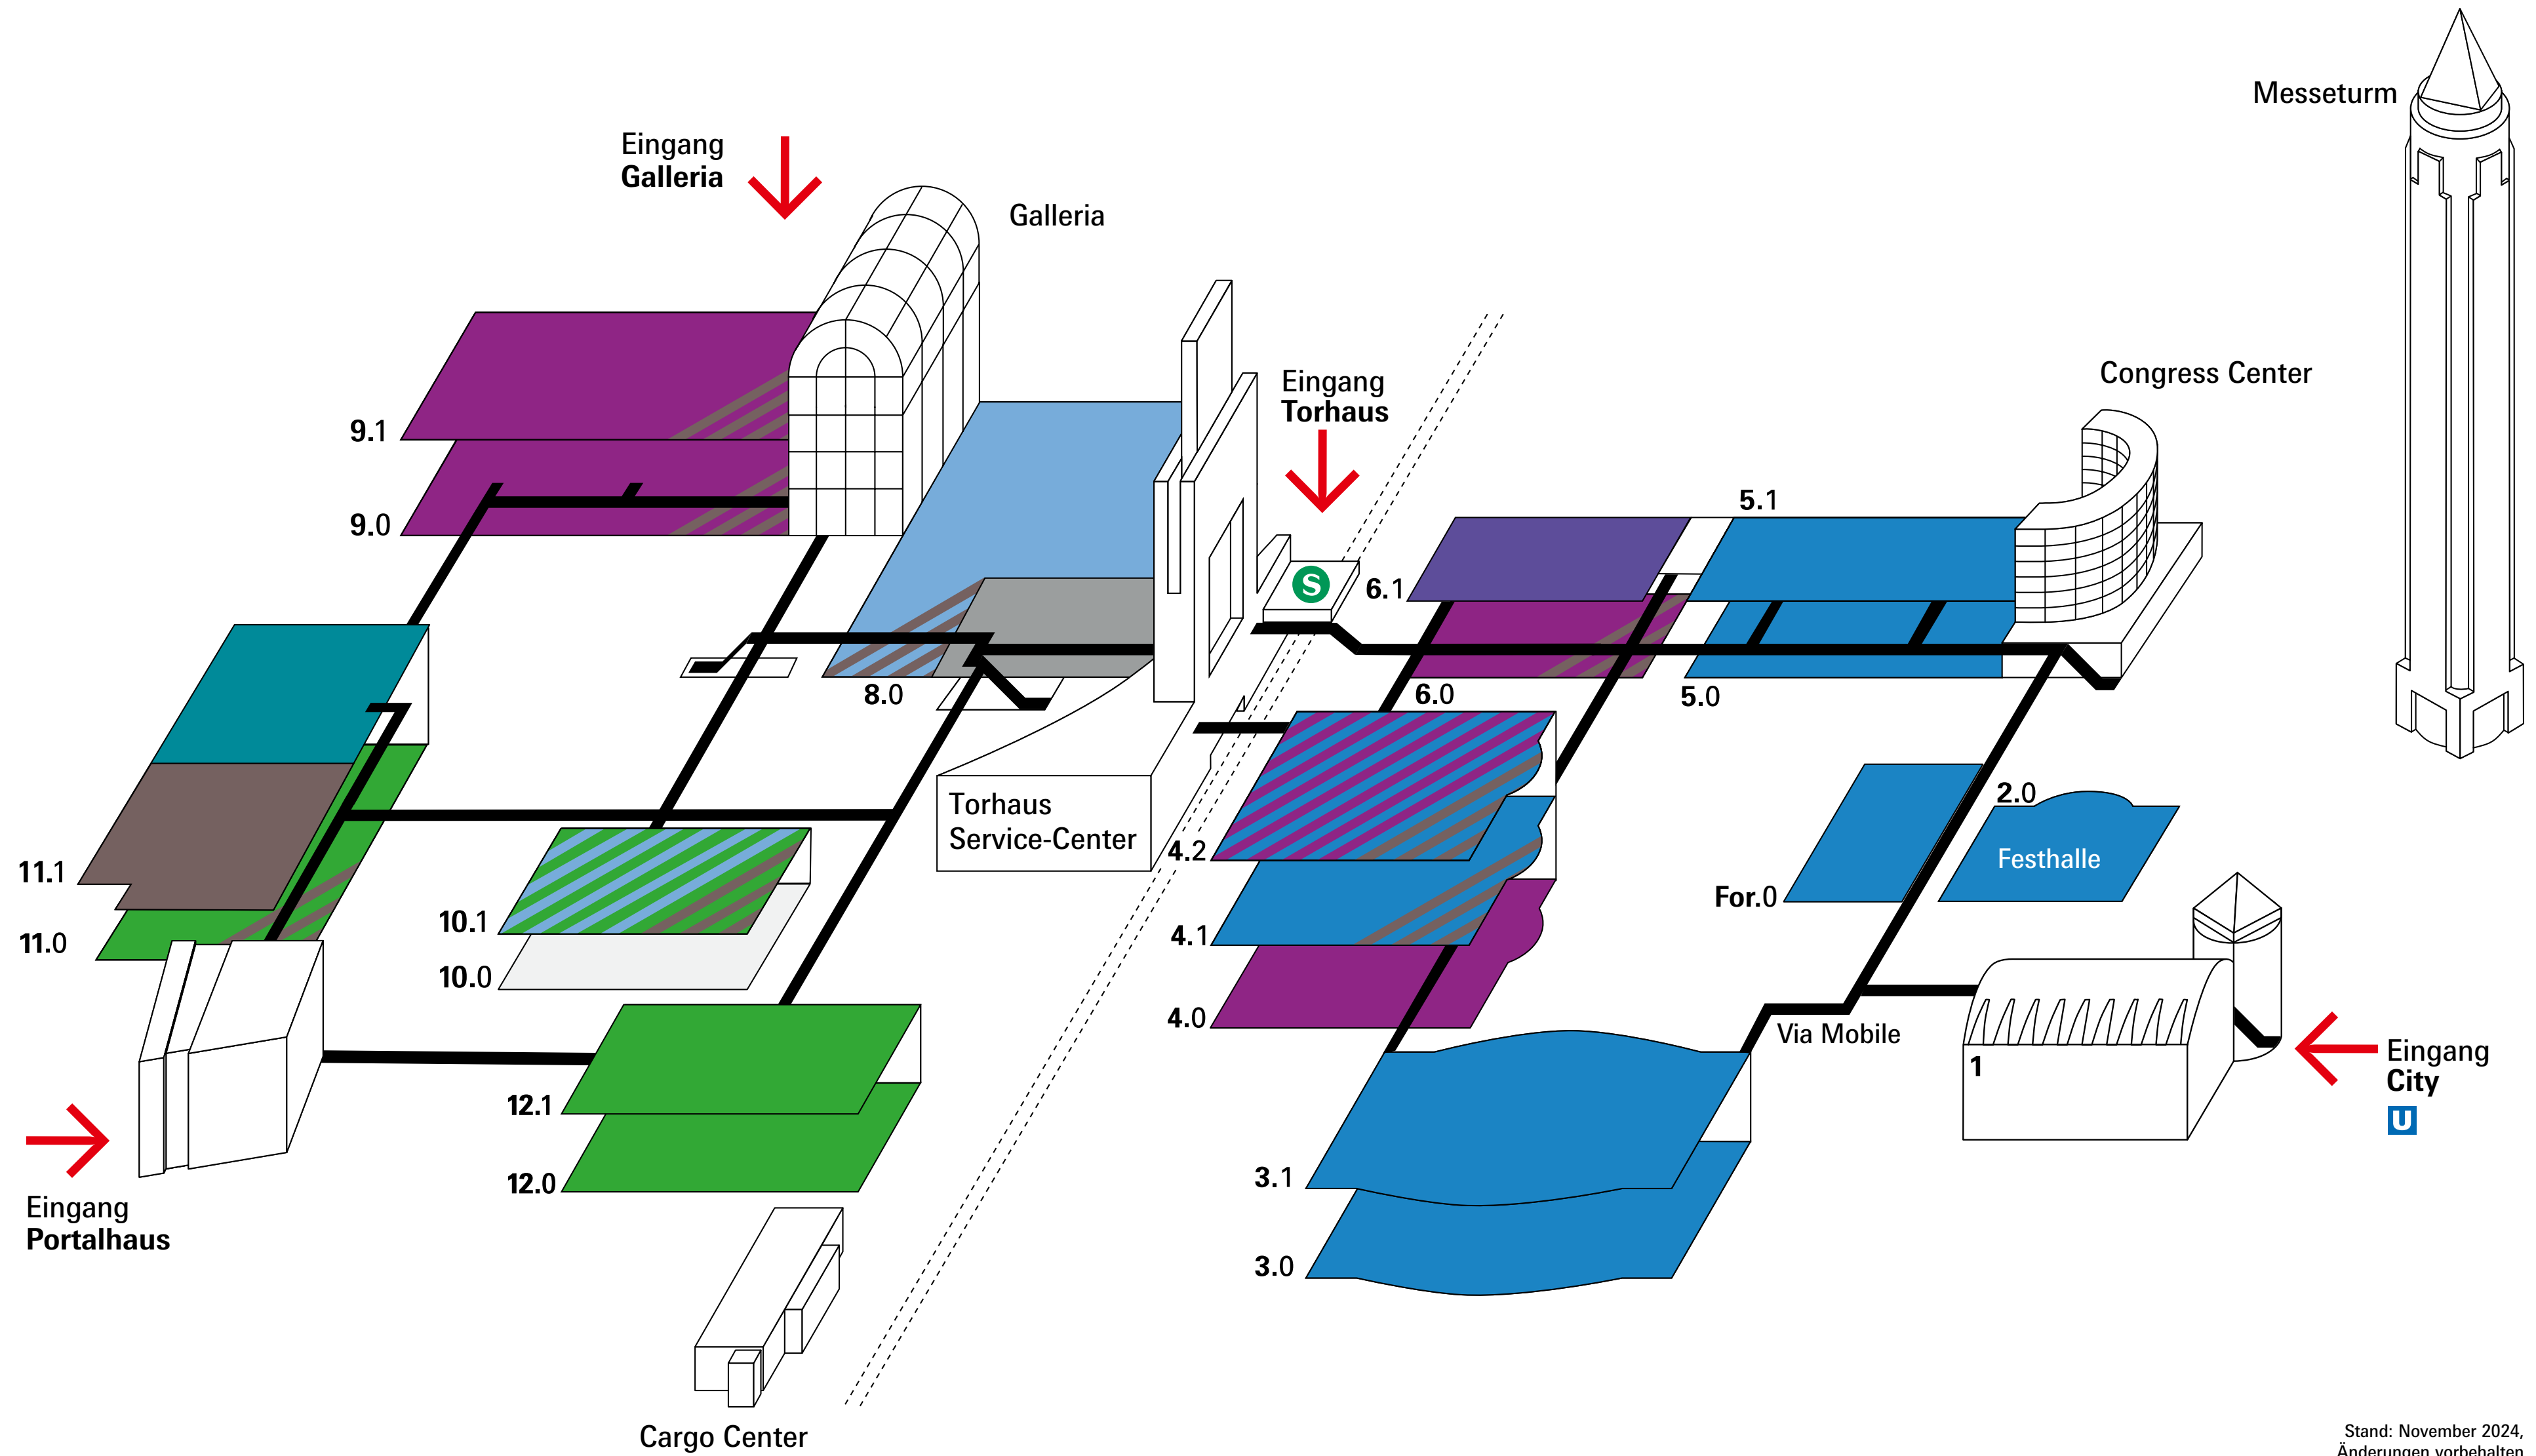 Messeturm
Eingang
Galleria
Galleria
Eingang
Torhaus
Congress Center
9.1
9.0
5.1
S
6.1
8.0
6.0
5.0
Torhaus
Service-Center
2.0
Festhalle
4.2
11.1
For.0
10.1
4.1
11.0
10.0
4.0
Via Mobile
1
Eingang
City
U
12.1
3.1
12.0
Eingang
Portalhaus
3.0
Cargo Center
Stand: November 2024,
Änderungen vorbehalten